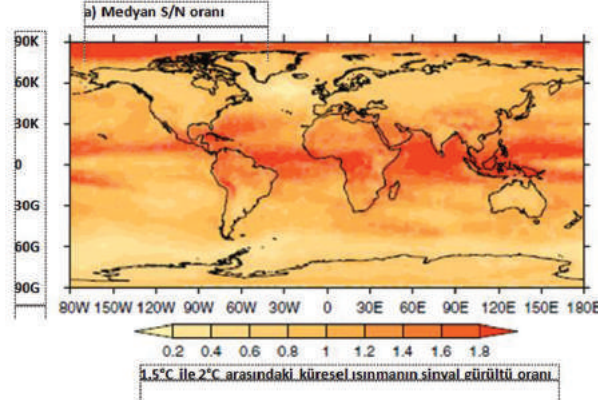 a) Medyan S/N oranı
90K
60K
30K
0
30G
60G
90G
80W 150W 120W 90W 60W 30W 0 30E 60E 90E 120E 150E 180E
0.2 0.4 0.6 0.8 1 1.2 1.4 1.6 1.8
1.5°C ile 2°C arasındaki küresel ısınmanın sinyal gürültü oranı